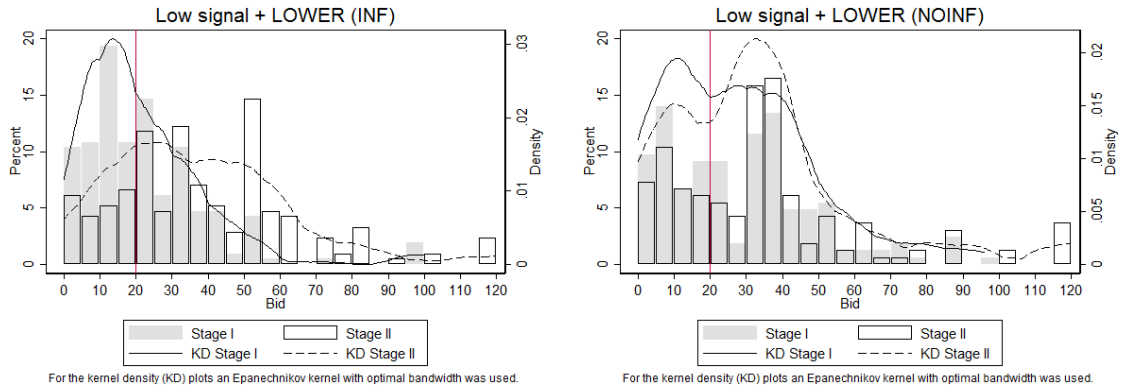 Low signal + LOWER (INF)
Percent
0 5 10 15 20
Density
0 .01 .02 .03
0 10 20 30 40 50 60 70 80 90 100 110 120
Bid
Stage I Stage II
KD Stage I KD Stage II
For the kernel density (KD) plots an Epanechnikov kernel with optimal bandwidth was used.
Low signal + LOWER (NOINF)
Percent
0 5 10 15 20
Density
0 .005 .01 .015 .02
0 10 20 30 40 50 60 70 80 90 100 110 120
Bid
Stage I Stage II
KD Stage I KD Stage II
For the kernel density (KD) plots an Epanechnikov kernel with optimal bandwidth was used.